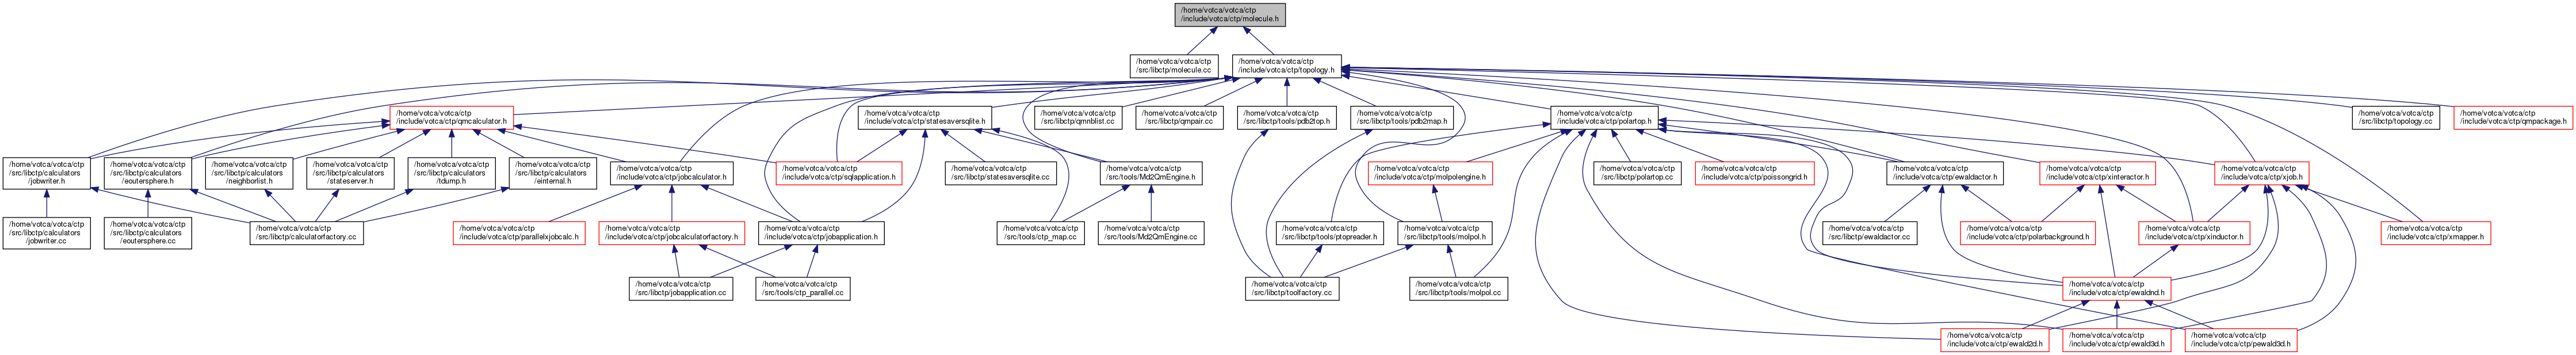 /home/votca/votca/ctp
/include/votca/ctp/molecule.h
/home/votca/votca/ctp
/src/libctp/molecule.cc
/home/votca/votca/ctp
/include/votca/ctp/topology.h
/home/votca/votca/ctp
/include/votca/ctp/qmcalculator.h
/home/votca/votca/ctp
/include/votca/ctp/statesaversqlite.h
/home/votca/votca/ctp
/src/libctp/qmnblist.cc
/home/votca/votca/ctp
/src/libctp/qmpair.cc
/home/votca/votca/ctp
/src/libctp/tools/pdb2top.h
/home/votca/votca/ctp
/src/libctp/tools/pdb2map.h
/home/votca/votca/ctp
/include/votca/ctp/polartop.h
/home/votca/votca/ctp
/src/libctp/topology.cc
/home/votca/votca/ctp
/include/votca/ctp/qmpackage.h
/home/votca/votca/ctp
/src/libctp/calculators
/jobwriter.h
/home/votca/votca/ctp
/src/libctp/calculators
/eoutersphere.h
/home/votca/votca/ctp
/src/libctp/calculators
/neighborlist.h
/home/votca/votca/ctp
/src/libctp/calculators
/stateserver.h
/home/votca/votca/ctp
/src/libctp/calculators
/tdump.h
/home/votca/votca/ctp
/src/libctp/calculators
/einternal.h
/home/votca/votca/ctp
/include/votca/ctp/jobcalculator.h
/home/votca/votca/ctp
/include/votca/ctp/sqlapplication.h
/home/votca/votca/ctp
/src/libctp/statesaversqlite.cc
/home/votca/votca/ctp
/src/tools/Md2QmEngine.h
/home/votca/votca/ctp
/include/votca/ctp/molpolengine.h
/home/votca/votca/ctp
/src/libctp/polartop.cc
/home/votca/votca/ctp
/include/votca/ctp/poissongrid.h
/home/votca/votca/ctp
/include/votca/ctp/ewaldactor.h
/home/votca/votca/ctp
/include/votca/ctp/xinteractor.h
/home/votca/votca/ctp
/include/votca/ctp/xjob.h
/home/votca/votca/ctp
/src/libctp/calculators
/jobwriter.cc
/home/votca/votca/ctp
/src/libctp/calculators
/eoutersphere.cc
/home/votca/votca/ctp
/src/libctp/calculatorfactory.cc
/home/votca/votca/ctp
/include/votca/ctp/parallelxjobcalc.h
/home/votca/votca/ctp
/include/votca/ctp/jobcalculatorfactory.h
/home/votca/votca/ctp
/include/votca/ctp/jobapplication.h
/home/votca/votca/ctp
/src/tools/ctp_map.cc
/home/votca/votca/ctp
/src/tools/Md2QmEngine.cc
/home/votca/votca/ctp
/src/libctp/tools/ptopreader.h
/home/votca/votca/ctp
/src/libctp/tools/molpol.h
/home/votca/votca/ctp
/src/libctp/ewaldactor.cc
/home/votca/votca/ctp
/include/votca/ctp/polarbackground.h
/home/votca/votca/ctp
/include/votca/ctp/xinductor.h
/home/votca/votca/ctp
/include/votca/ctp/xmapper.h
/home/votca/votca/ctp
/src/libctp/jobapplication.cc
/home/votca/votca/ctp
/src/tools/ctp_parallel.cc
/home/votca/votca/ctp
/src/libctp/toolfactory.cc
/home/votca/votca/ctp
/src/libctp/tools/molpol.cc
/home/votca/votca/ctp
/include/votca/ctp/ewaldnd.h
/home/votca/votca/ctp
/include/votca/ctp/ewald2d.h
/home/votca/votca/ctp
/include/votca/ctp/ewald3d.h
/home/votca/votca/ctp
/include/votca/ctp/pewald3d.h